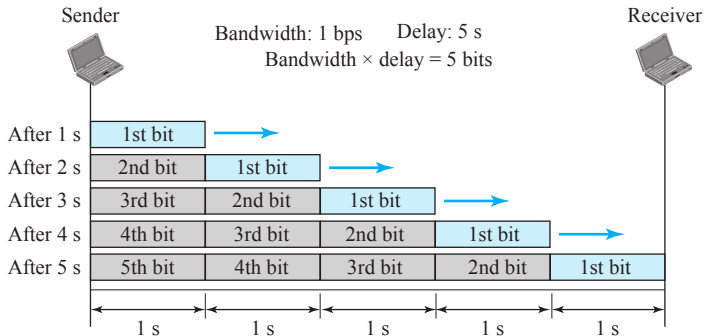 Sender
Receiver
Bandwidth: 1 bps Delay: 5 s
Bandwidth × delay = 5 bits
After 1 s 1st bit
After 2 s 2nd bit 1st bit
After 3 s 3rd bit 2nd bit 1st bit
After 4 s 4th bit 3rd bit 2nd bit 1st bit
After 5 s 5th bit 4th bit 3rd bit 2nd bit 1st bit
1 s 1 s 1 s 1 s 1 s